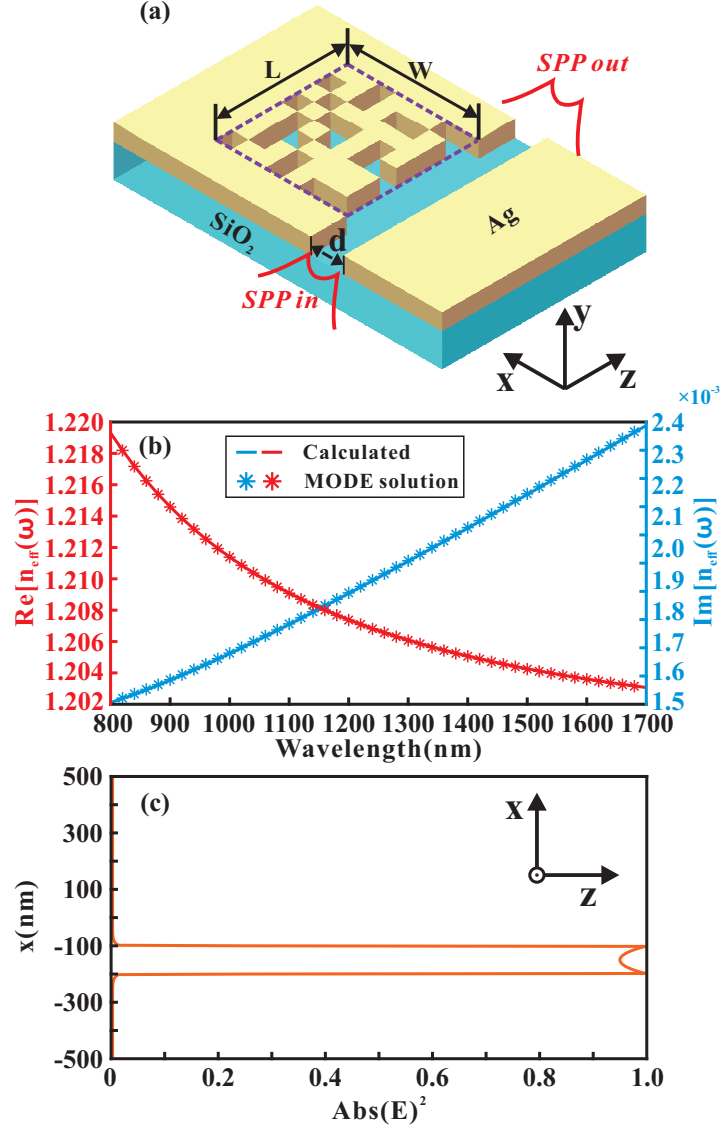 (a)
L
W
SPP out
SiO₂
d
Ag
SPP in
y
x
z
×10⁻³
(b)
Calculated
MODE solution
Re[n_eff(ω)]
1.220
1.218
1.216
1.214
1.212
1.210
1.208
1.206
1.204
1.202
Im[n_eff(ω)]
2.4
2.3
2.2
2.1
2.0
1.9
1.8
1.7
1.6
1.5
800 900 1000 1100 1200 1300 1400 1500 1600 1700
Wavelength(nm)
(c)
x
z
x(nm)
500
300
100
-100
-300
-500
0 0.2 0.4 0.6 0.8 1.0
Abs(E)²